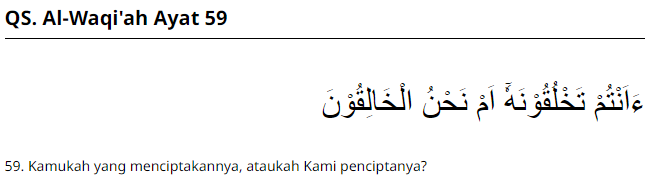 QS. Al-Waqi'ah Ayat 59
ءَاَنْتُمْ تَخْلُقُوْنَهٗٓ اَمْ نَحْنُ الْخَالِقُوْنَ
59. Kamukah yang menciptakannya, ataukah Kami penciptanya?